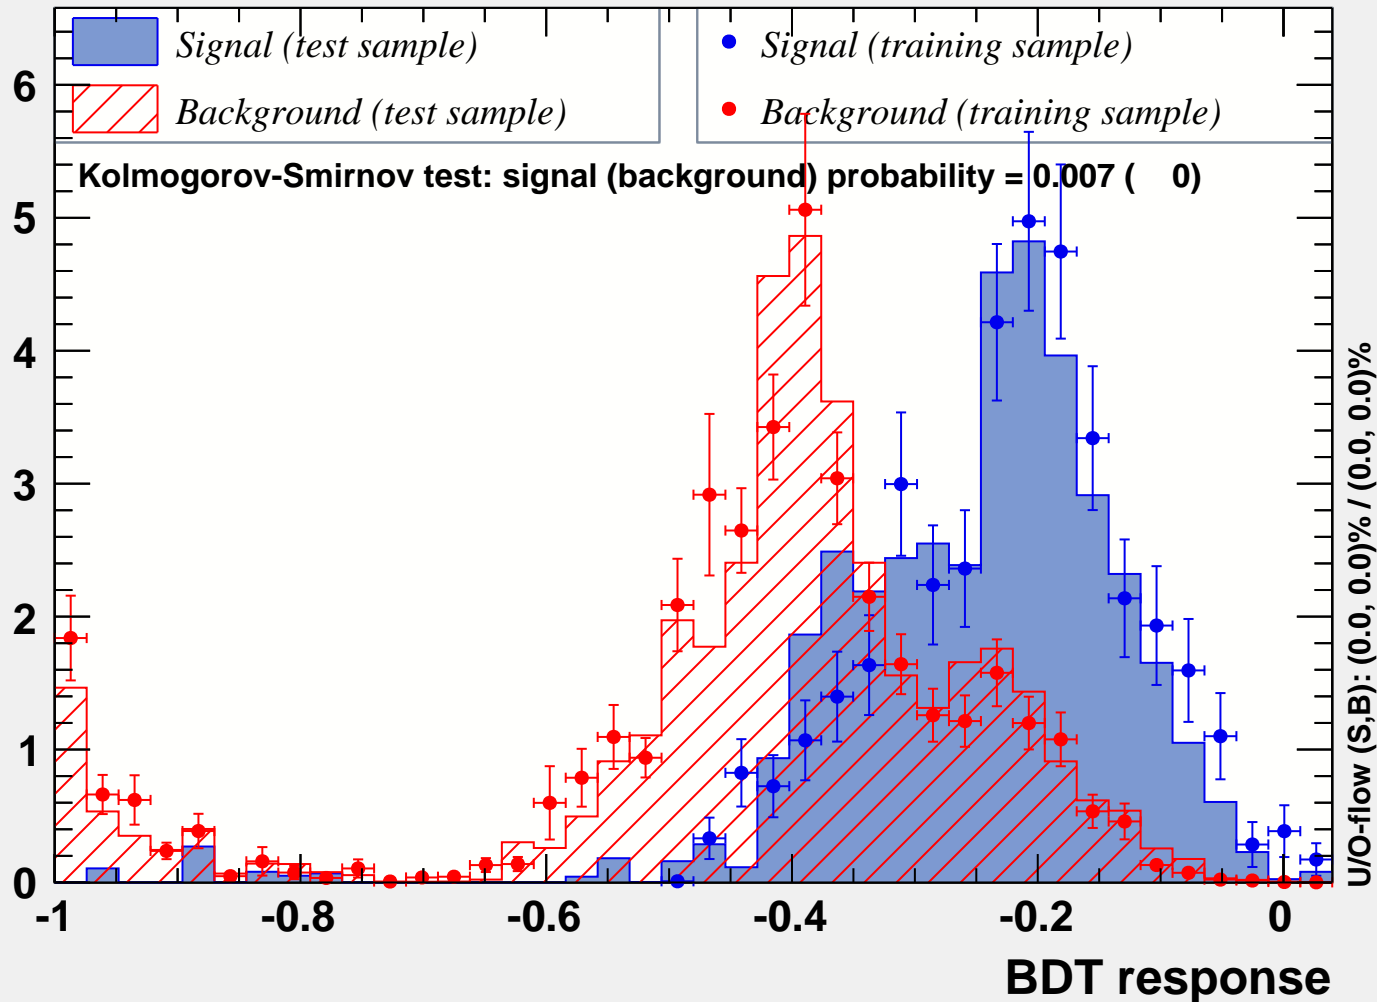 Signal (test sample)
Background (test sample)
Signal (training sample)
Background (training sample)
Kolmogorov-Smirnov test: signal (background) probability = 0.007 (    0)
6
5
4
3
2
1
0
-1
-0.8
-0.6
-0.4
-0.2
0
BDT response
U/O-flow (S,B): (0.0, 0.0)% / (0.0, 0.0)%